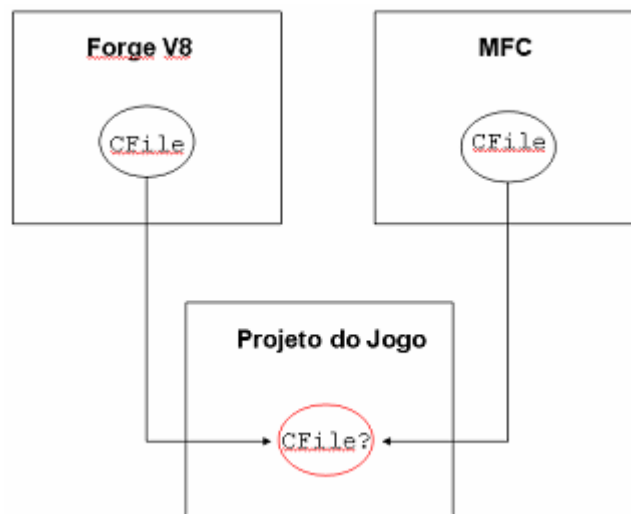 Forge V8
MFC
CFile
CFile
Projeto do Jogo
CFile?